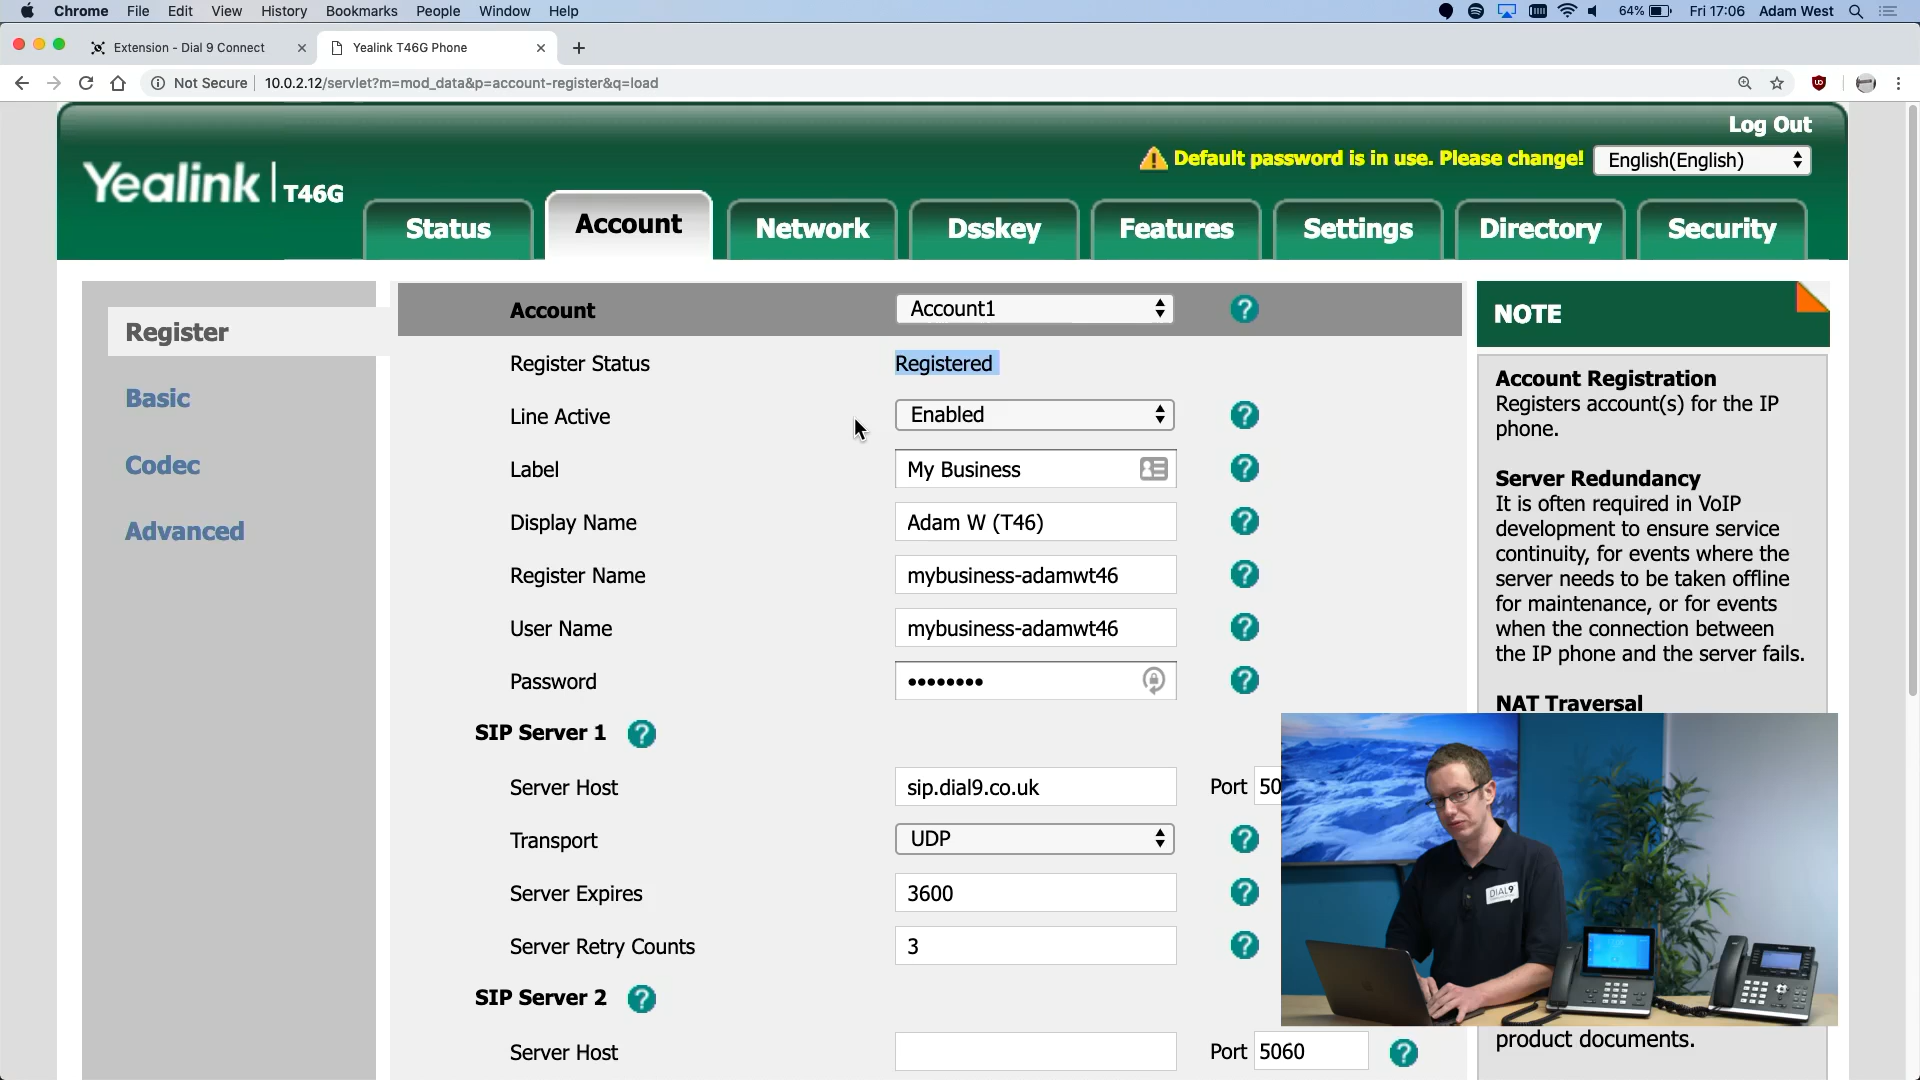 Chrome File Edit View History Bookmarks People Window Help
64% Fri 17:06 Adam West
Extension - Dial 9 Connect
Yealink T46G Phone
Not Secure 10.0.2.12/servlet?m=mod_data&p=account-register&q=load
Log Out
Default password is in use. Please change!
English(English)
Yealink T46G
Status Account Network Dsskey Features Settings Directory Security
Register
Basic
Codec
Advanced
Account Account1 ?
Register Status Registered
Line Active Enabled ?
Label My Business ?
Display Name Adam W (T46) ?
Register Name mybusiness-adamwt46 ?
User Name mybusiness-adamwt46 ?
Password •••••••• ?
SIP Server 1 ?
Server Host sip.dial9.co.uk Port 50
Transport UDP ?
Server Expires 3600 ?
Server Retry Counts 3 ?
SIP Server 2 ?
Server Host Port 5060 ?
NOTE
Account Registration
Registers account(s) for the IP
phone.
Server Redundancy
It is often required in VoIP
development to ensure service
continuity, for events where the
server needs to be taken offline
for maintenance, or for events
when the connection between
the IP phone and the server fails.
NAT Traversal
product documents.
DIAL9